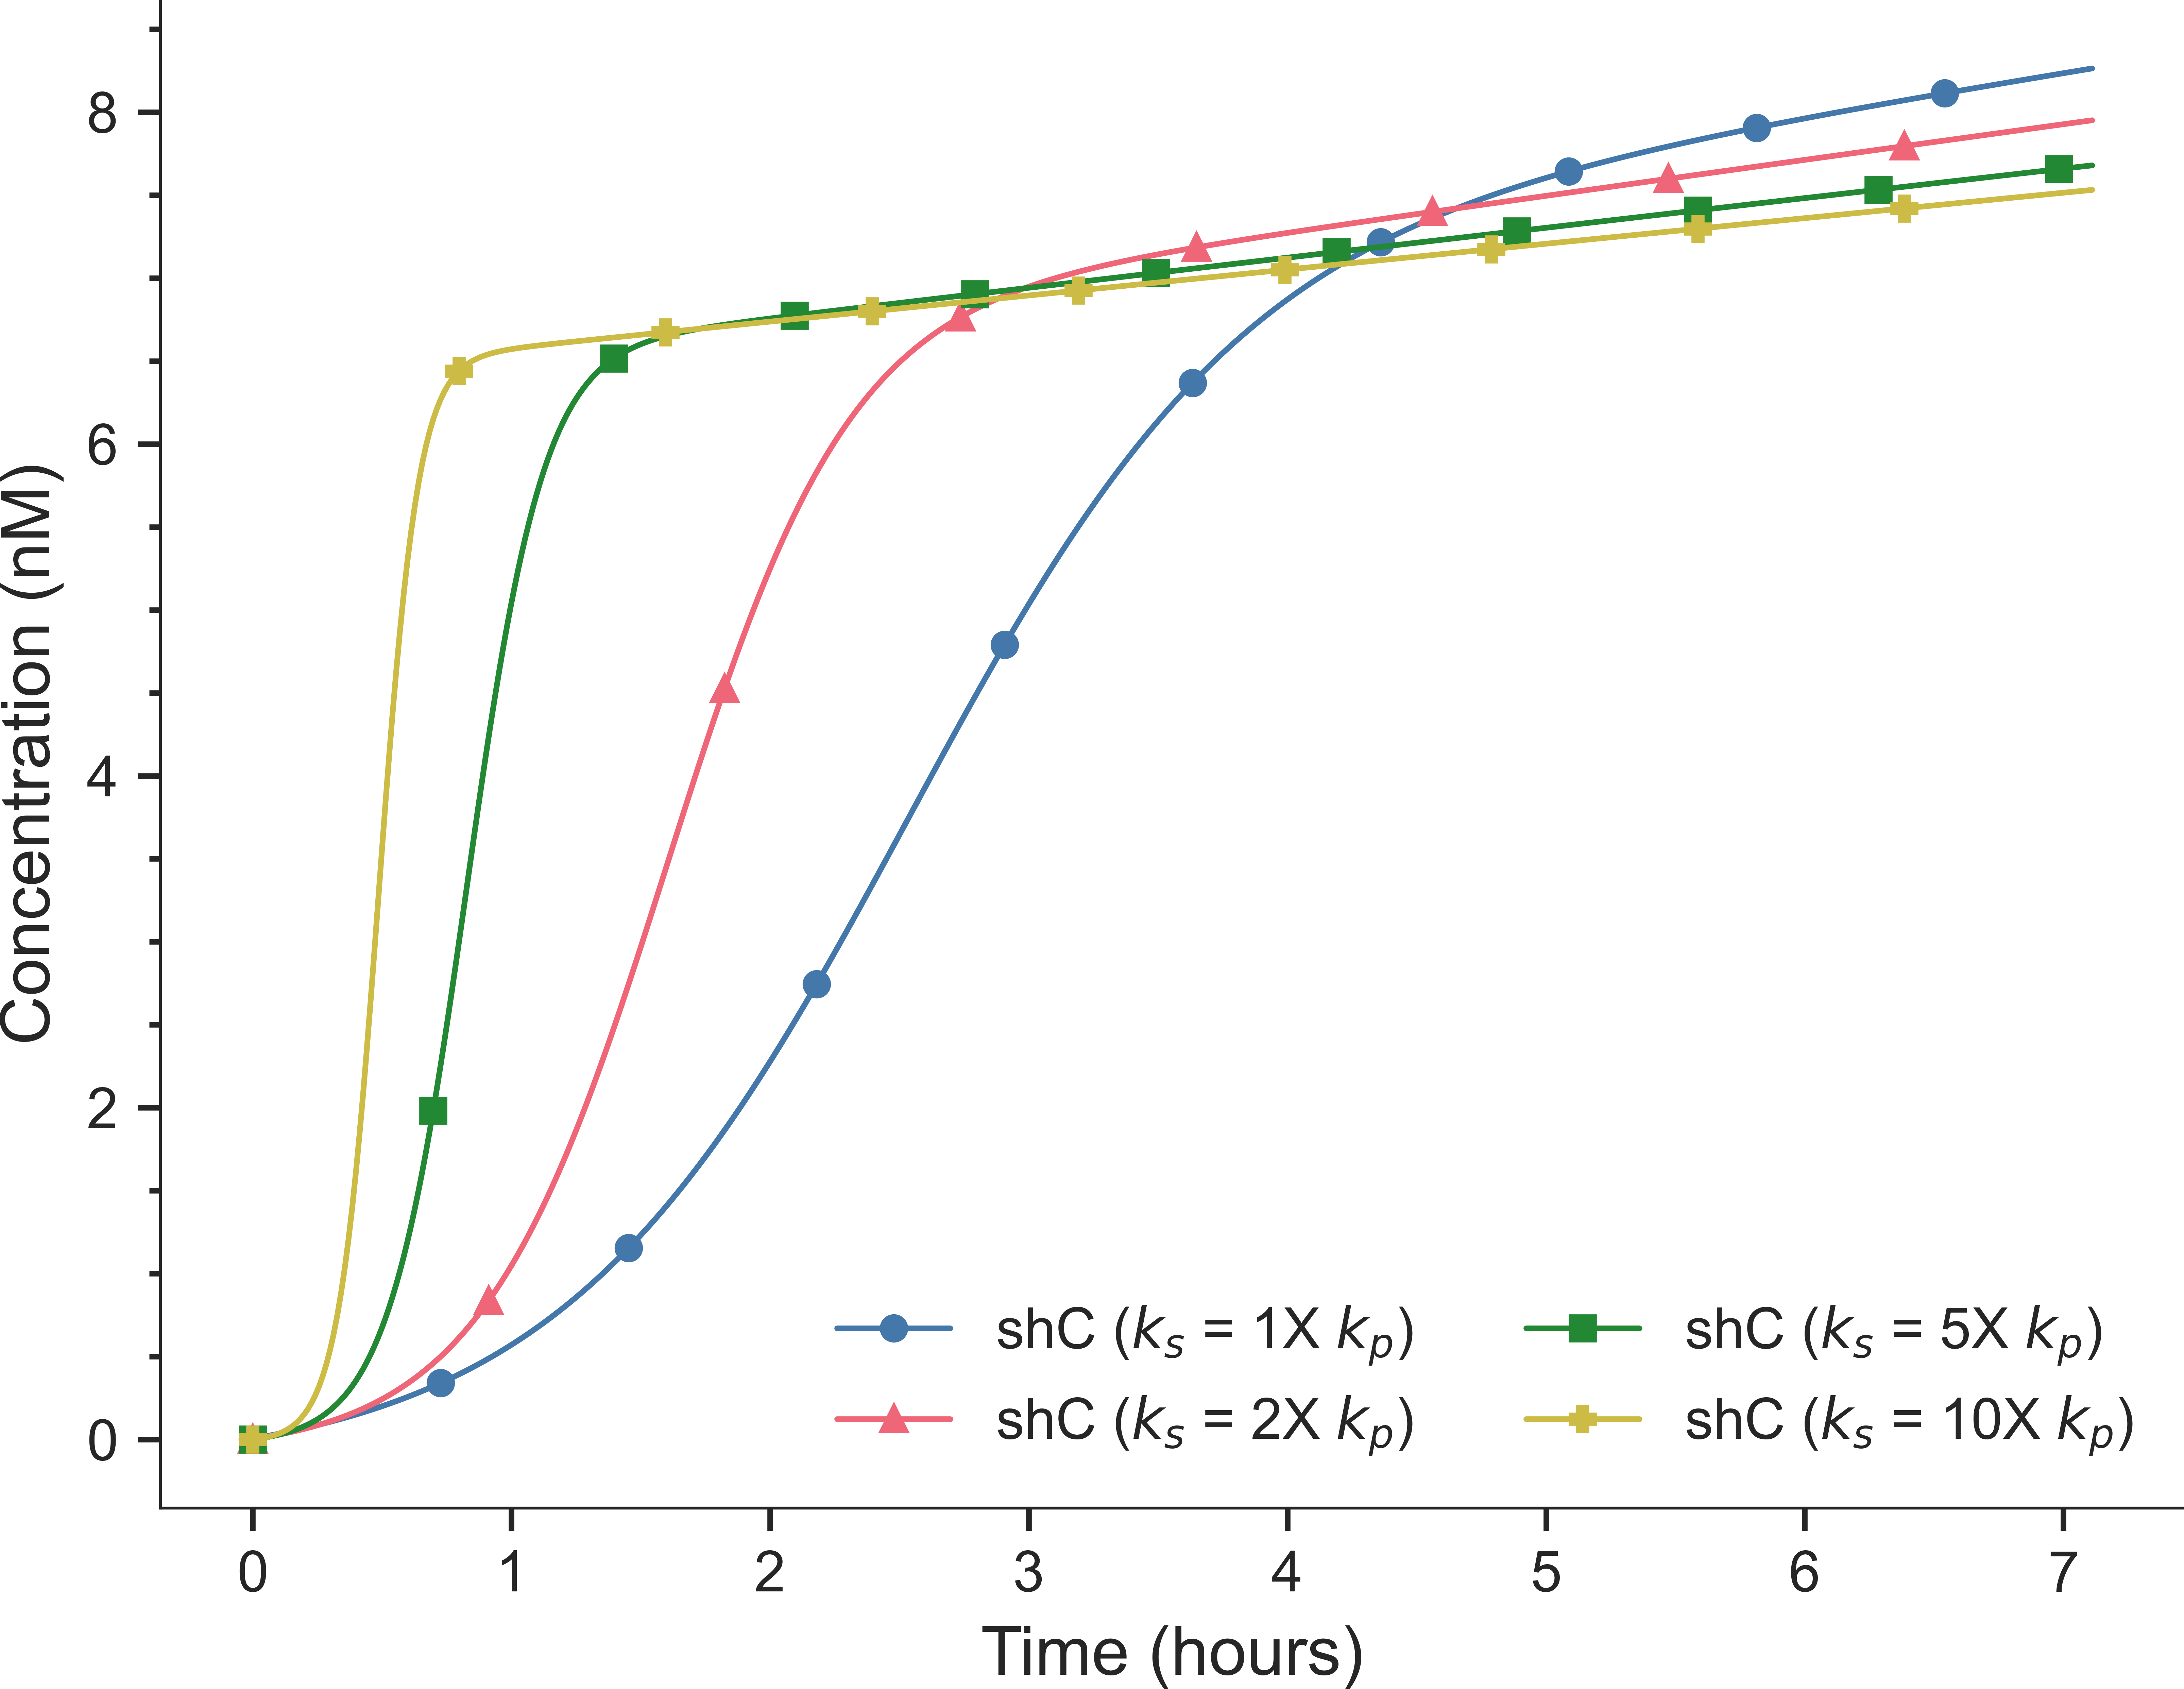 Concentration (nM)
8
6
4
2
0
shC (kₛ = 1X kₚ)
shC (kₛ = 2X kₚ)
shC (kₛ = 5X kₚ)
shC (kₛ = 10X kₚ)
0 1 2 3 4 5 6 7
Time (hours)